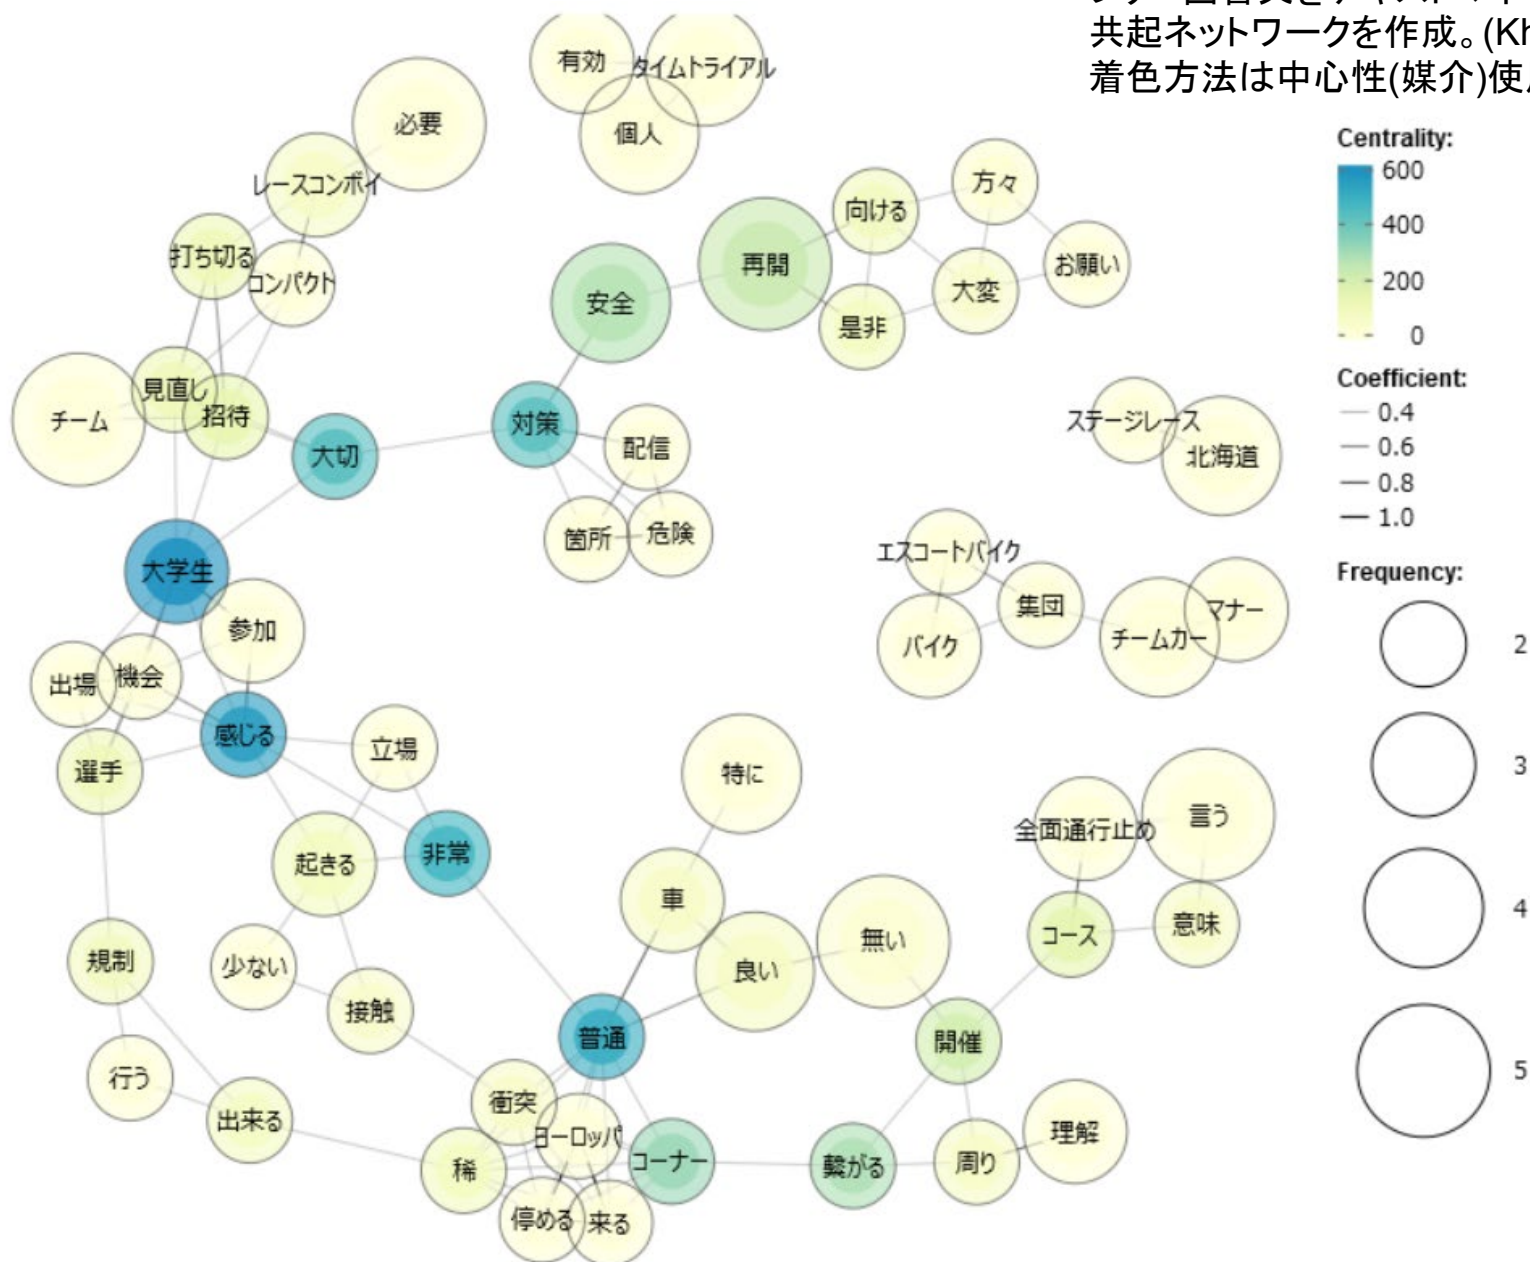 共起ネットワークを作成。(Kh
着色方法は中心性(媒介)使
有効
タイムトライアル
個人
必要
レースコンボイ
打ち切る
コンパクト
見直し
チーム
招待
大切
安全
再開
向ける
方々
お願い
大変
是非
対策
配信
箇所
危険
ステージレース
北海道
エスコートバイク
集団
バイク
チームカー
マナー
大学生
参加
出場
機会
感じる
選手
立場
起きる
非常
特に
車
良い
無い
全面通行止め
言う
コース
意味
規制
少ない
接触
普通
開催
行う
出来る
衝突
ヨーロッパ
稀
コーナー
停める
来る
繋がる
周り
理解
Centrality:
600
400
200
0
Coefficient:
0.4
0.6
0.8
1.0
Frequency:
2
3
4
5